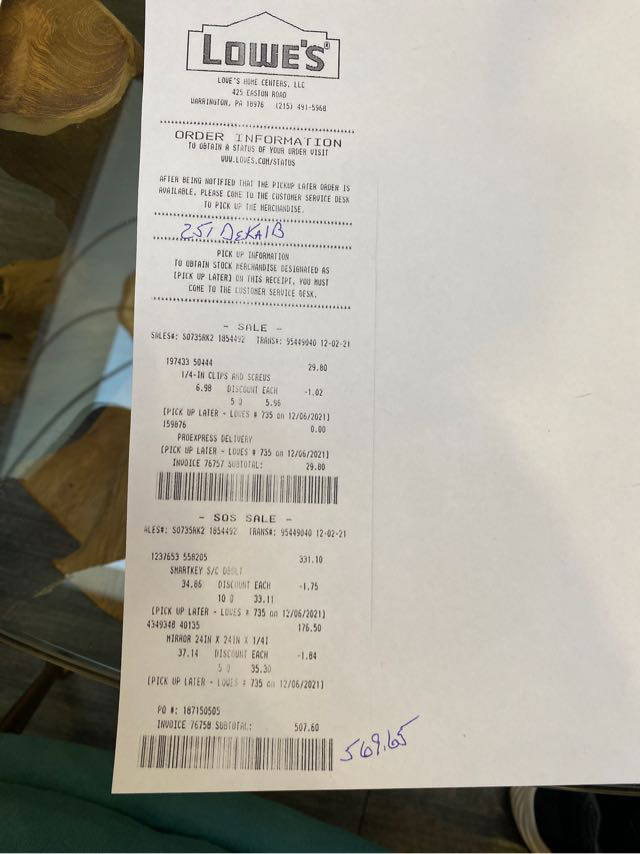 LOWE'S
LOWE'S HOME CENTERS, LLC
425 EASTON ROAD
WARRINGTON, PA 18976 (215) 491-5968
ORDER INFORMATION
TO OBTAIN A STATUS OF YOUR ORDER VISIT
WWW.LOWES.COM/STATUS
AFTER BEING NOTIFIED THAT THE PICKUP LATER ORDER IS
AVAILABLE, PLEASE COME TO THE CUSTOMER SERVICE DESK
TO PICK UP THE MERCHANDISE.
251 DeKAlB
PICK UP INFORMATION
TO OBTAIN STOCK MERCHANDISE DESIGNATED AS
[PICK UP LATER] ON THIS RECEIPT, YOU MUST
COME TO THE CUSTOMER SERVICE DESK.
- SALE -
SALES#: S0735RK2 1854492 TRANS#: 95449040 12-02-21
197433 50444 29.80
1/4-IN CLIPS AND SCREWS
6.98 DISCOUNT EACH -1.02
5 @ 5.96
[PICK UP LATER - LOWES # 735 on 12/06/2021]
159876 0.00
PROEXPRESS DELIVERY
[PICK UP LATER - LOWES # 735 on 12/06/2021]
INVOICE 76757 SUBTOTAL: 29.80
- SOS SALE -
ALES#: S0735RK2 1854492 TRANS#: 95449040 12-02-21
1237653 558205 331.10
SMARTKEY S/C DBOLT
34.86 DISCOUNT EACH -1.75
10 @ 33.11
[PICK UP LATER - LOWES # 735 on 12/06/2021]
4349348 40135 176.50
MIRROR 24IN X 24IN X 1/4I
37.14 DISCOUNT EACH -1.84
5 @ 35.30
[PICK UP LATER - LOWES # 735 on 12/06/2021]
PO #: 187150505
INVOICE 76758 SUBTOTAL: 507.60
569.65